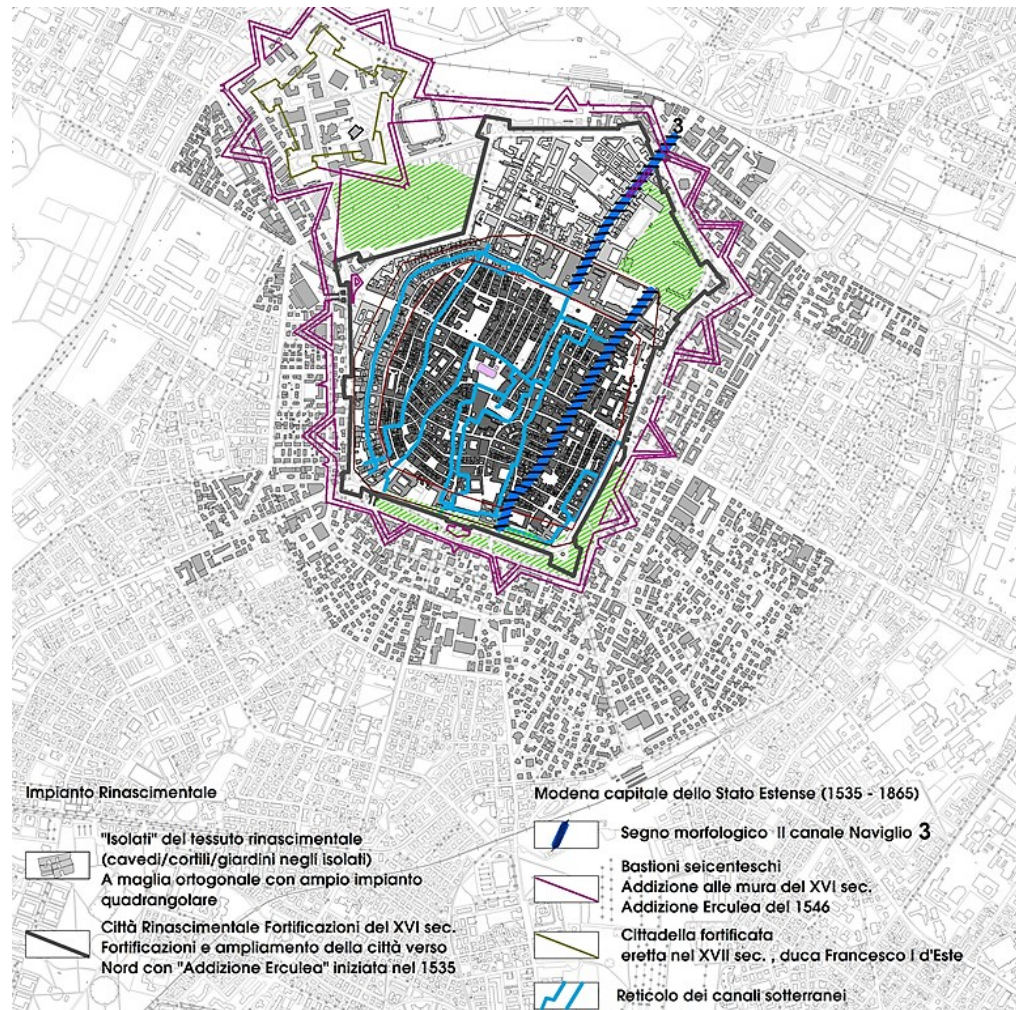 3
Impianto Rinascimentale
"Isolati" del tessuto rinascimentale
(cavedi/cortili/giardini negli isolati)
A maglia ortogonale con ampio impianto
quadrangolare
Città Rinascimentale Fortificazioni del XVI sec.
Fortificazioni e ampliamento della città verso
Nord con "Addizione Erculea" iniziata nel 1535
Modena capitale dello Stato Estense (1535 - 1865)
Segno morfologico Il canale Naviglio 3
Bastioni seicenteschi
Addizione alle mura del XVI sec.
Addizione Erculea del 1546
Cittadella fortificata
eretta nel XVII sec. , duca Francesco I d'Este
Reticolo dei canali sotterranei